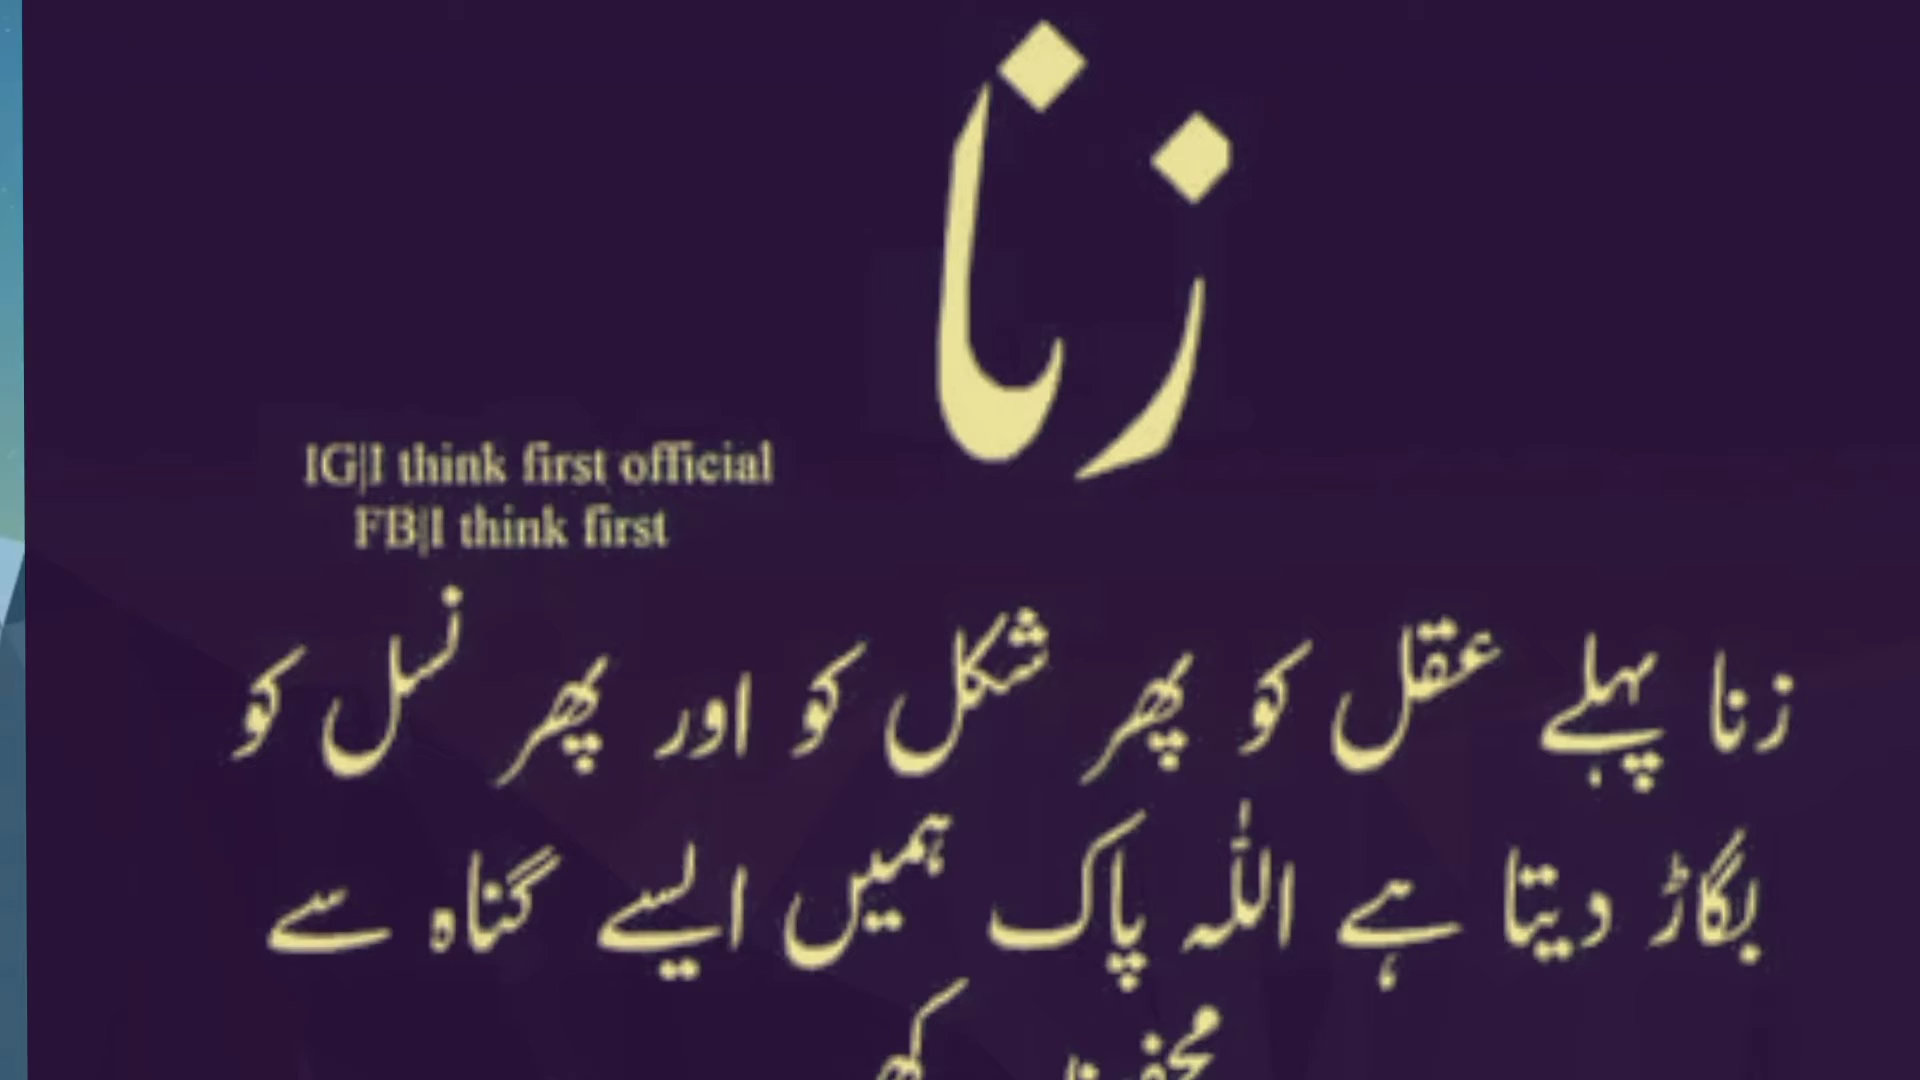 زنا
IG|I think first official
FB|I think first
زنا پہلے عقل کو پھر شکل کو اور پھر نسل کو
بگاڑ دیتا ہے اللہ پاک ہمیں ایسے گناہ سے